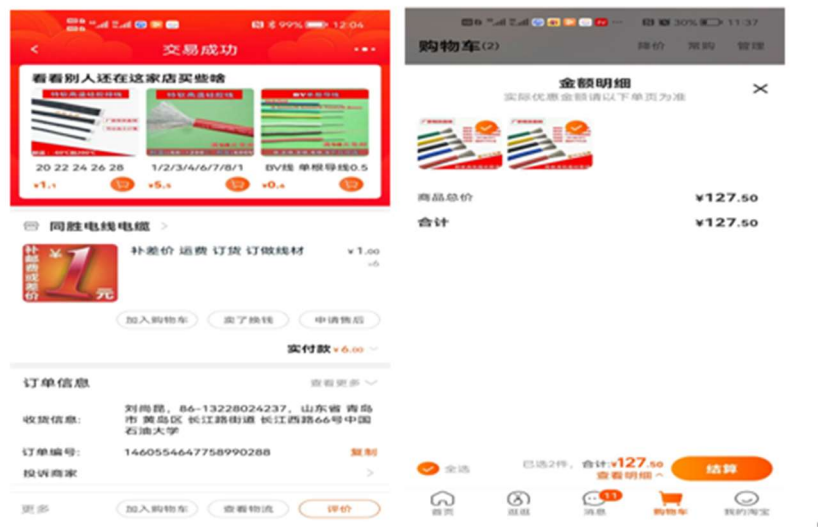 99% 12:04
交易成功
看看别人还在这家店买些啥
20 22 24 26 28
¥1.1
1/2/3/4/6/7/8/1
¥5.5
BV线 单根导线0.5
¥0.4
同胜电线电缆 >
补邮费或差价
¥1元
补差价 运费 订货 订做线材
¥1.00
×6
加入购物车
卖了换钱
申请售后
实付款 ¥6.00
订单信息
查看更多
收货信息:
刘尚昆, 86-13228024237, 山东省 青岛
市 黄岛区 长江路街道 长江西路66号中国
石油大学
订单编号:
1460554647758990288
复制
投诉商家
更多
加入购物车
查看物流
评价
30% 11:37
购物车(2)
降价
常购
管理
金额明细
实际优惠金额请以下单页为准
商品总价
¥127.50
合计
¥127.50
全选
已选2件, 合计:¥127.50
查看明细
结算
11
首页
逛逛
消息
购物车
我的淘宝